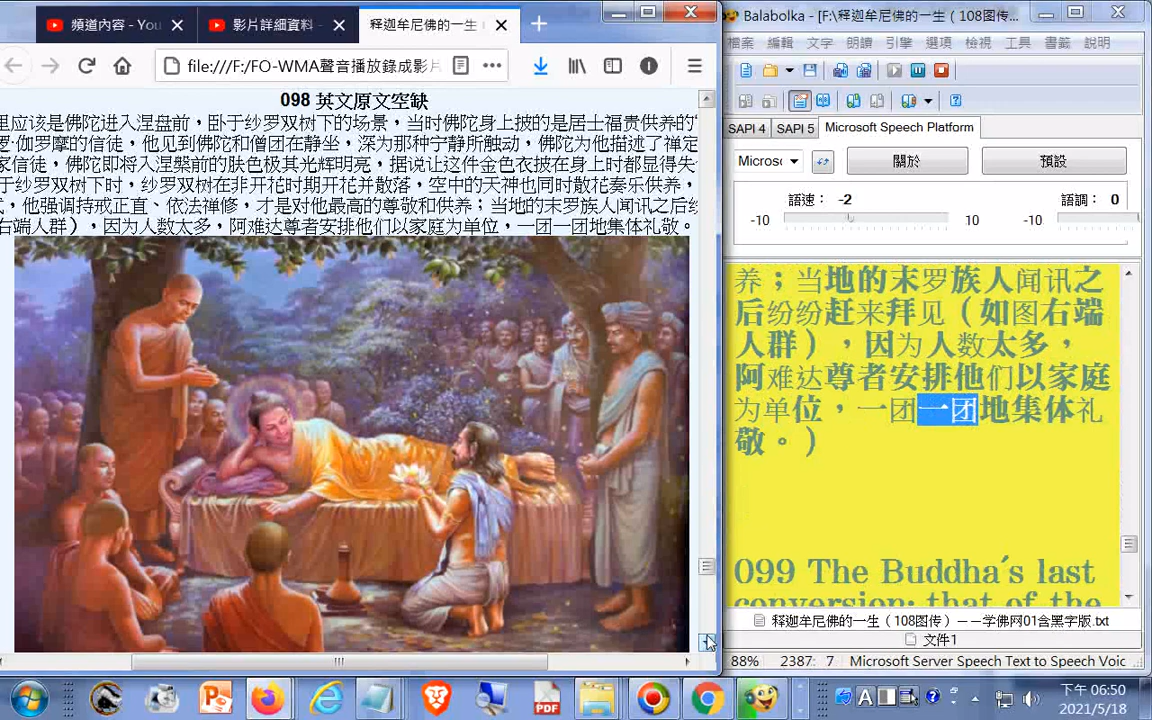 頻道內容 - You
影片詳細資料 -
释迦牟尼佛的一生（
file:///F:/FO-WMA聲音播放錄成影片
098 英文原文空缺
里应该是佛陀进入涅盘前，卧于纱罗双树下的场景，当时佛陀身上披的是居士福贵供养的
罗·伽罗摩的信徒，他见到佛陀和僧团在静坐，深为那种宁静所触动，佛陀为他描述了禅定
家信徒，佛陀即将入涅槃前的肤色极其光辉明亮，据说让这件金色衣披在身上时都显得失
于纱罗双树下时，纱罗双树在非开花时期开花并散落，空中的天神也同时散花奏乐供养，
，他强调持戒正直、依法禅修，才是对他最高的尊敬和供养；当地的末罗族人闻讯之后纷
右端人群），因为人数太多，阿难达尊者安排他们以家庭为单位，一团一团地集体礼敬。
Balabolka - [F:\释迦牟尼佛的一生（108图传）...
檔案 編輯 文字 朗讀 引擎 選項 檢視 工具 書籤 說明
SAPI 4 SAPI 5 Microsoft Speech Platform
Microsc 關於 預設
語速： -2 語調： 0
-10 10 -10
养；当地的末罗族人闻讯之
后纷纷赶来拜见（如图右端
人群），因为人数太多，
阿难达尊者安排他们以家庭
为单位，一团一团地集体礼
敬。）
099 The Buddha's last
conversion: that of the
释迦牟尼佛的一生（108图传）——学佛网01含黑字版.txt
文件1
88% 2387: 7 Microsoft Server Speech Text to Speech Voic
PDF
A
下午 06:50
2021/5/18